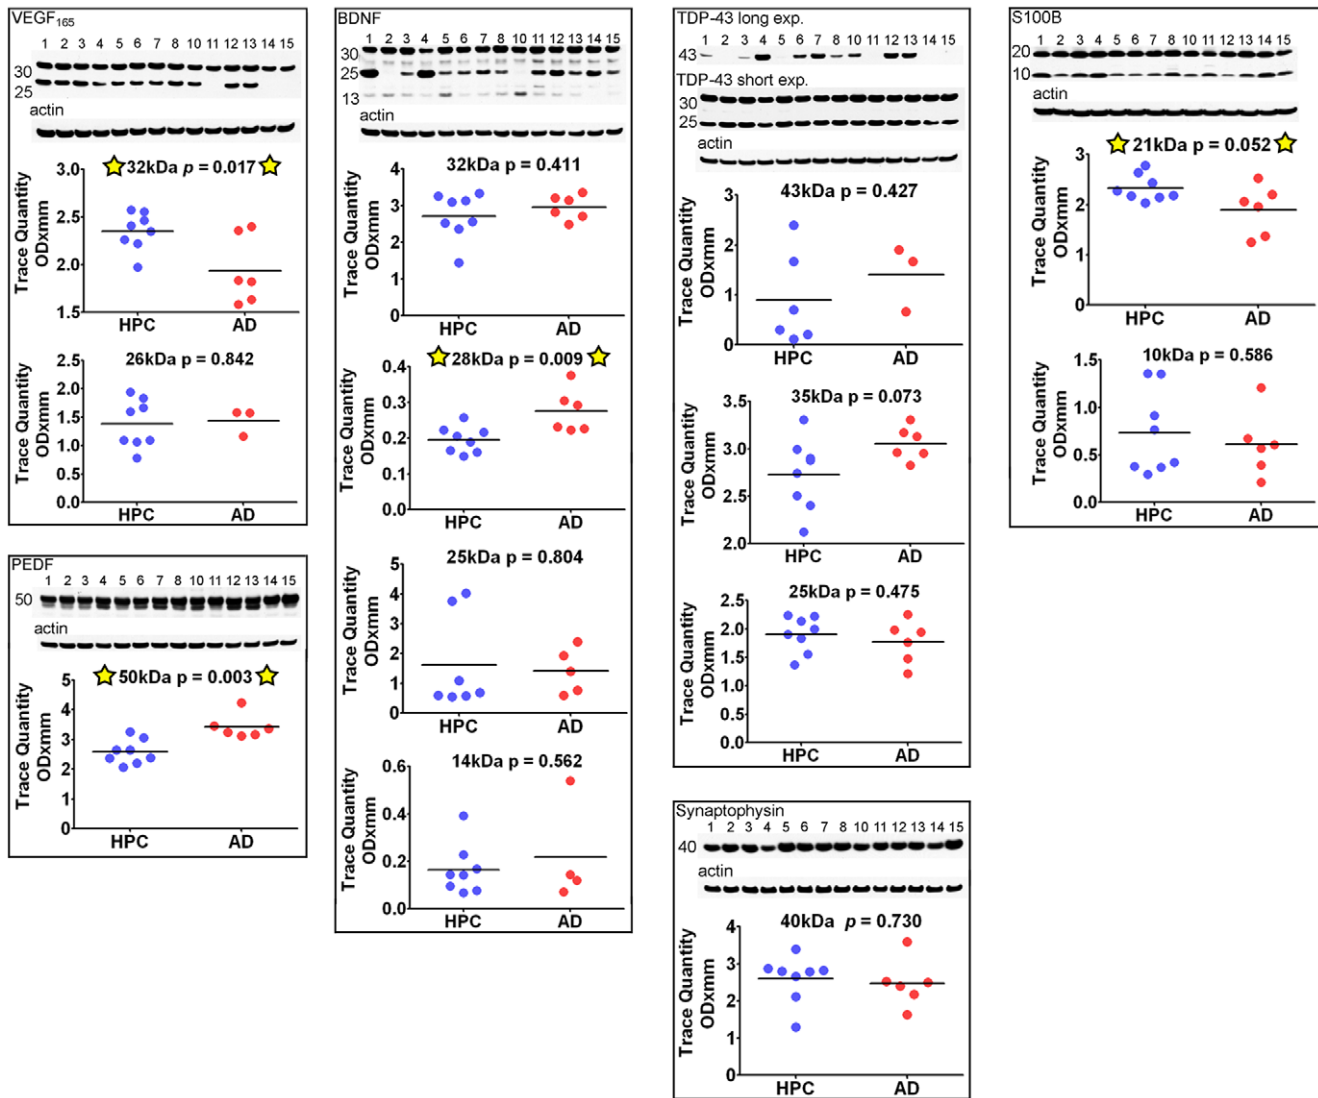 VEGF165
1 2 3 4 5 6 7 8 10 11 12 13 14 15
30
25
actin
32kDa p = 0.017
3.0
2.5
2.0
1.5
Trace Quantity
ODxmm
HPC AD
26kDa p = 0.842
2.5
2.0
1.5
1.0
0.5
0.0
Trace Quantity
ODxmm
HPC AD
PEDF
1 2 3 4 5 6 7 8 10 11 12 13 14 15
50
actin
50kDa p = 0.003
5
4
3
2
1
0
Trace Quantity
ODxmm
HPC AD
BDNF
1 2 3 4 5 6 7 8 10 11 12 13 14 15
30
25
13
actin
32kDa p = 0.411
4
3
2
1
0
Trace Quantity
ODxmm
HPC AD
28kDa p = 0.009
0.4
0.3
0.2
0.1
0.0
Trace Quantity
ODxmm
HPC AD
25kDa p = 0.804
5
4
3
2
1
0
Trace Quantity
ODxmm
HPC AD
14kDa p = 0.562
0.6
0.4
0.2
0.0
Trace Quantity
ODxmm
HPC AD
TDP-43 long exp.
1 2 3 4 5 6 7 8 10 11 12 13 14 15
43
TDP-43 short exp.
30
25
actin
43kDa p = 0.427
3
2
1
0
Trace Quantity
ODxmm
HPC AD
35kDa p = 0.073
3.5
3.0
2.5
2.0
Trace Quantity
ODxmm
HPC AD
25kDa p = 0.475
2.5
2.0
1.5
1.0
0.5
0.0
Trace Quantity
ODxmm
HPC AD
Synaptophysin
1 2 3 4 5 6 7 8 10 11 12 13 14 15
40
actin
40kDa p = 0.730
4
3
2
1
0
Trace Quantity
ODxmm
HPC AD
S100B
1 2 3 4 5 6 7 8 10 11 12 13 14 15
20
10
actin
21kDa p = 0.052
3
2
1
0
Trace Quantity
ODxmm
HPC AD
10kDa p = 0.586
1.5
1.0
0.5
0.0
Trace Quantity
ODxmm
HPC AD